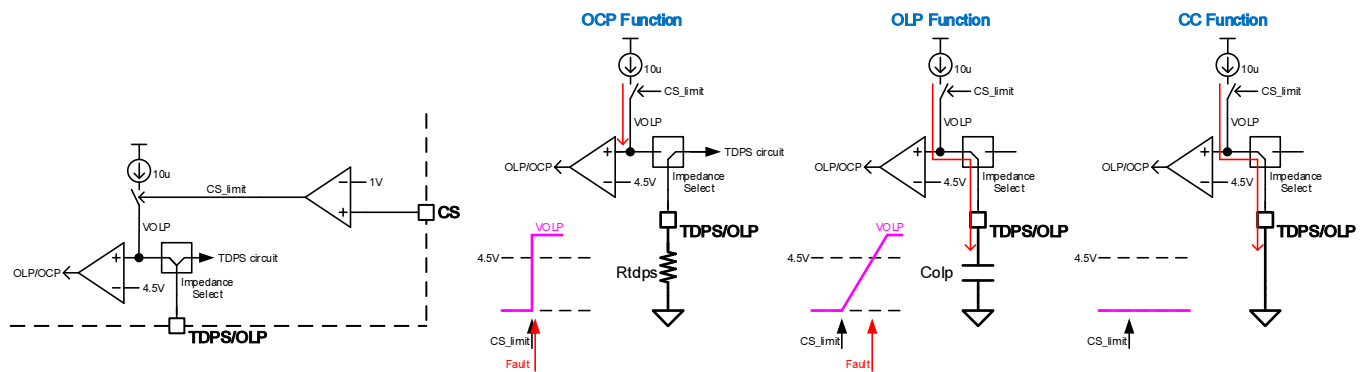 OCP Function
OLP Function
CC Function
10u
CS_limit
VOLP
OLP/OCP
4.5V
Impedance
Select
TDPS circuit
TDPS/OLP
Rtdps
VOLP
4.5V
CS_limit
Fault
10u
CS_limit
VOLP
OLP/OCP
4.5V
Impedance
Select
TDPS/OLP
Colp
VOLP
4.5V
CS_limit
Fault
10u
CS_limit
VOLP
OLP/OCP
4.5V
Impedance
Select
TDPS/OLP
4.5V
CS_limit
10u
CS_limit
1V
CS
VOLP
OLP/OCP
4.5V
Impedance
Select
TDPS circuit
TDPS/OLP